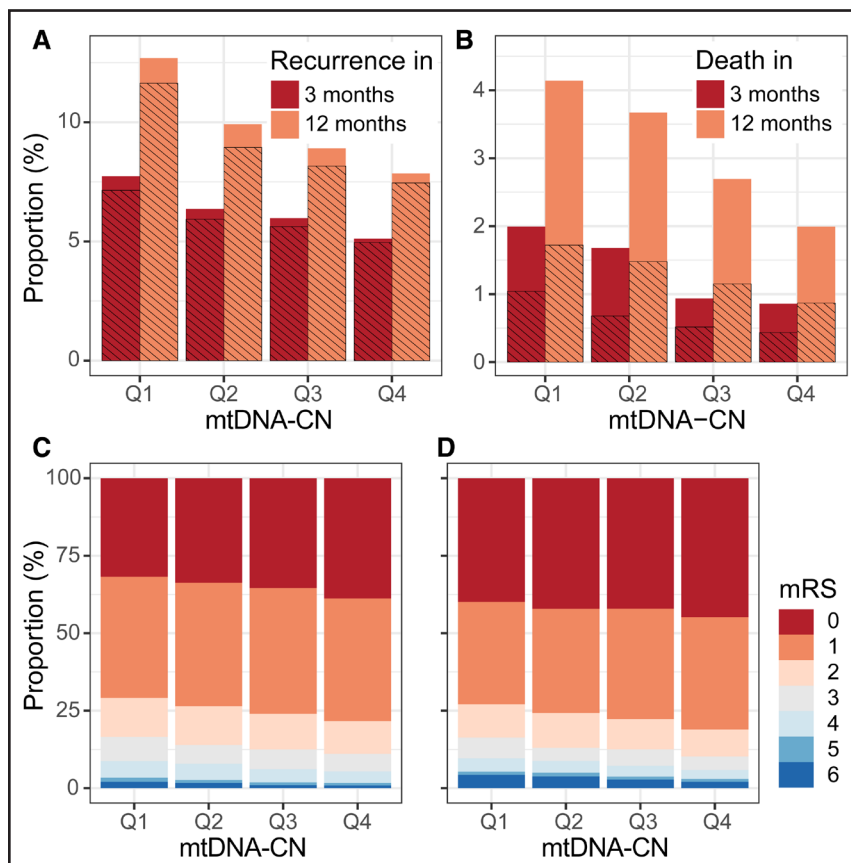 A
Recurrence in
3 months
12 months
Proportion (%)
10
5
0
Q1 Q2 Q3 Q4
mtDNA-CN
B
Death in
3 months
12 months
4
3
2
1
0
Q1 Q2 Q3 Q4
mtDNA−CN
C
Proportion (%)
100
75
50
25
0
Q1 Q2 Q3 Q4
mtDNA-CN
D
Q1 Q2 Q3 Q4
mtDNA-CN
mRS
0
1
2
3
4
5
6